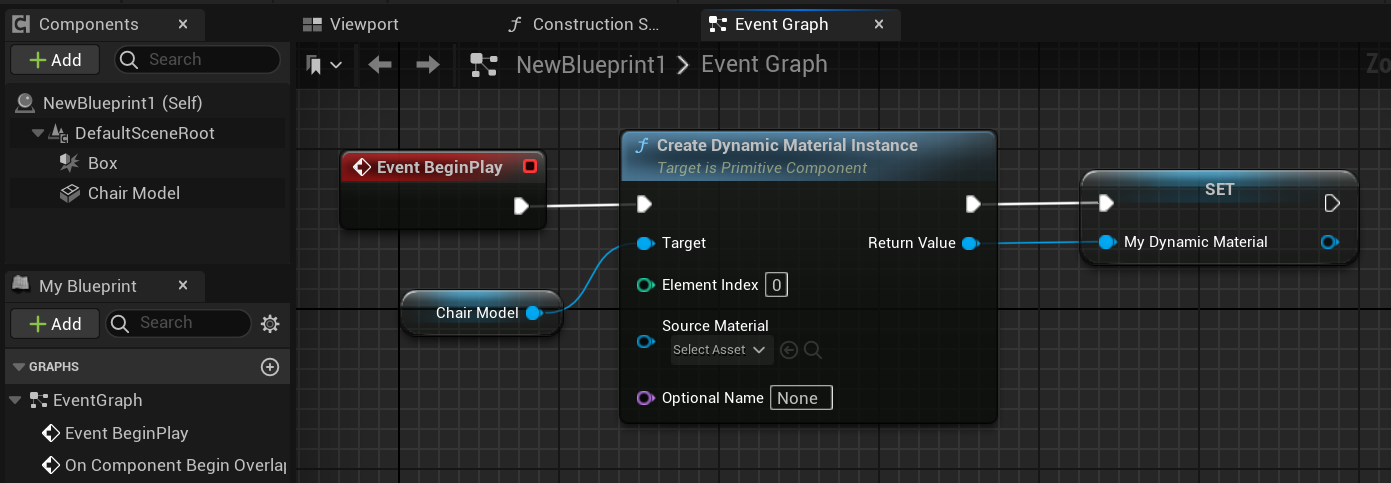 Components
Viewport
Construction S...
Event Graph
Add
Search
NewBlueprint1 > Event Graph
Zo
NewBlueprint1 (Self)
DefaultSceneRoot
Box
Chair Model
My Blueprint
Add
Search
GRAPHS
EventGraph
Event BeginPlay
On Component Begin Overlap
Event BeginPlay
Chair Model
Create Dynamic Material Instance
Target is Primitive Component
Target
Return Value
Element Index 0
Source Material
Select Asset
Optional Name None
SET
My Dynamic Material